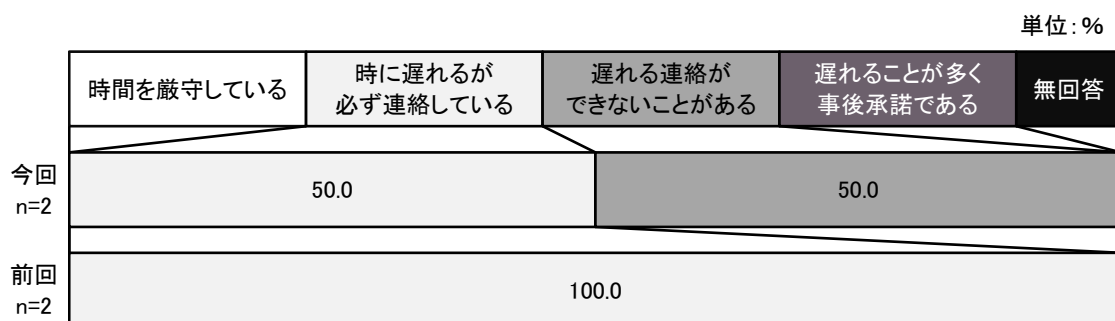 単位：％
時間を厳守している
時に遅れるが
必ず連絡している
遅れる連絡が
できないことがある
遅れることが多く
事後承諾である
無回答
今回
n=2
50.0
50.0
前回
n=2
100.0